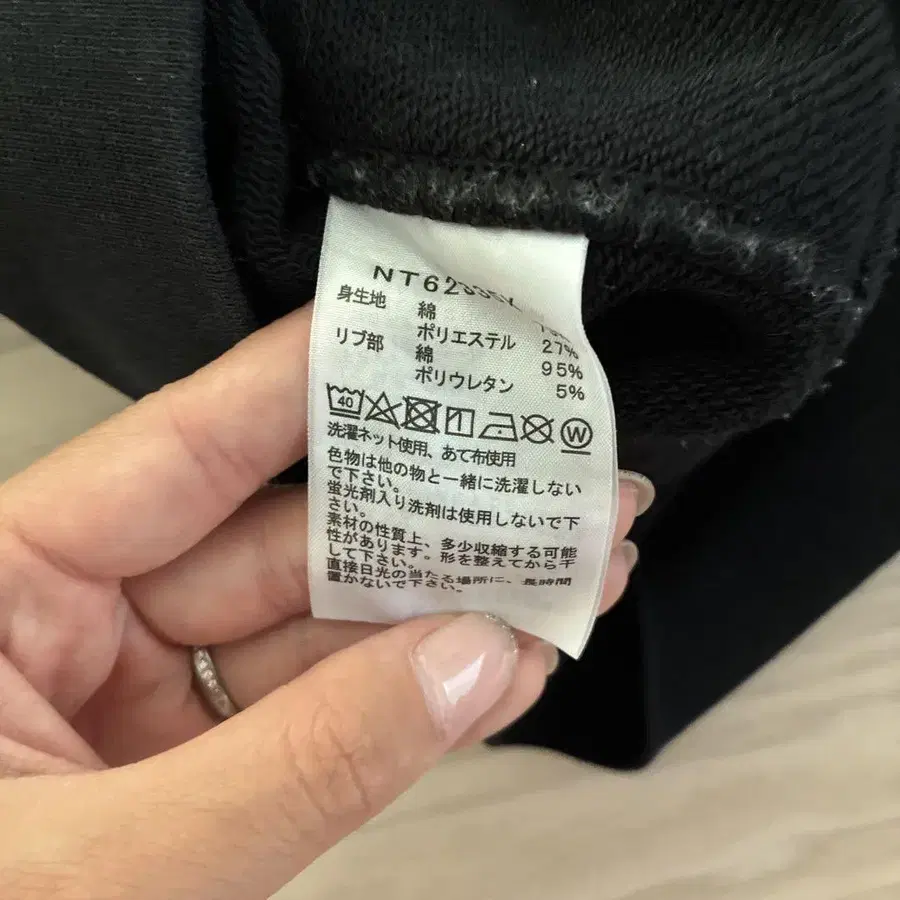 NT62335X
身生地 綿 73%
ポリエステル 27%
リブ部 綿 95%
ポリウレタン 5%
40 W
洗濯ネット使用、あて布使用
色物は他の物と一緒に洗濯しない
で下さい。
蛍光剤入り洗剤は使用しないで下
さい。
素材の性質上、多少収縮する可能
性があります。形を整えてから干
して下さい。
直接日光の当たる場所に、長時間
置かないで下さい。